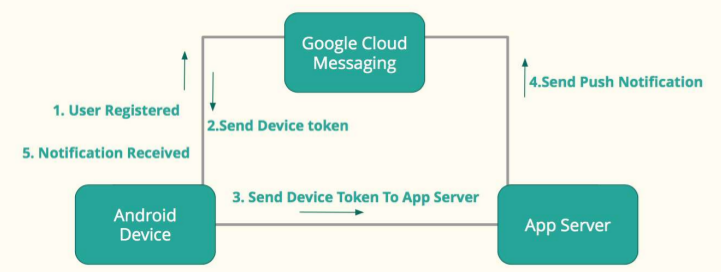 Google Cloud
Messaging
1. User Registered
2.Send Device token
4.Send Push Notification
5. Notification Received
3. Send Device Token To App Server
Android
Device
App Server